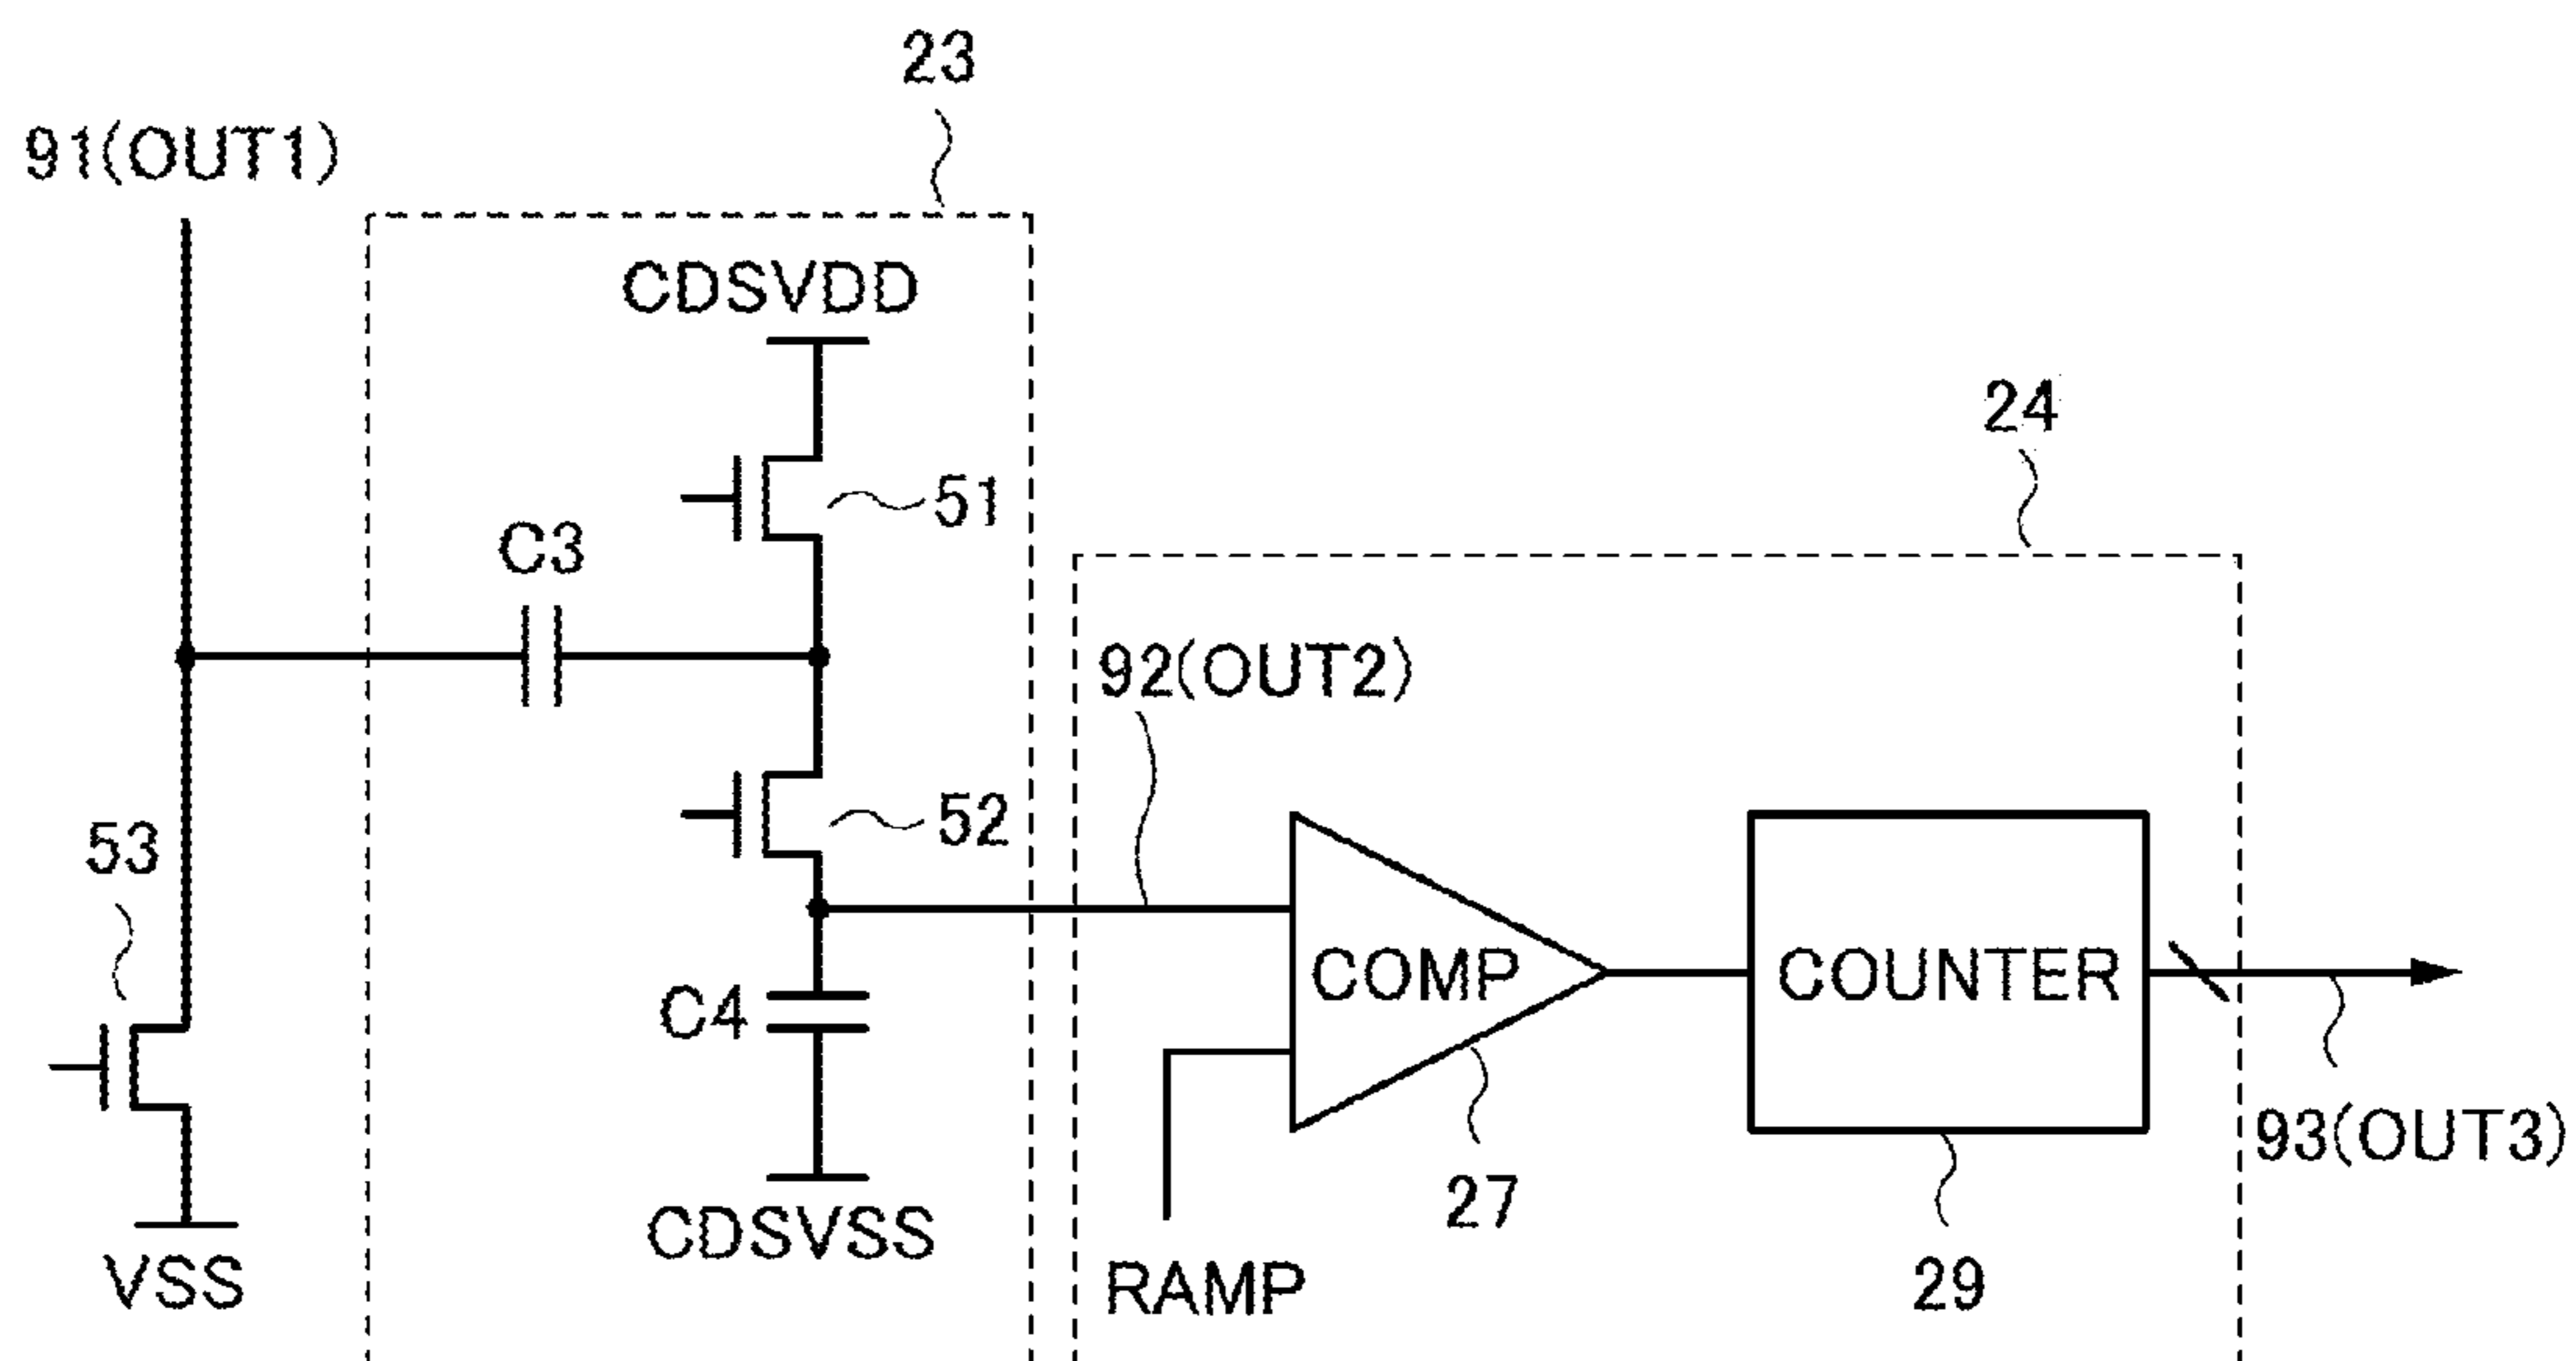 23
91(OUT1)
CDSVDD
24
51
C3
92(OUT2)
52
53
COMP
COUNTER
C4
93(OUT3)
27
CDSVSS
VSS
RAMP
29